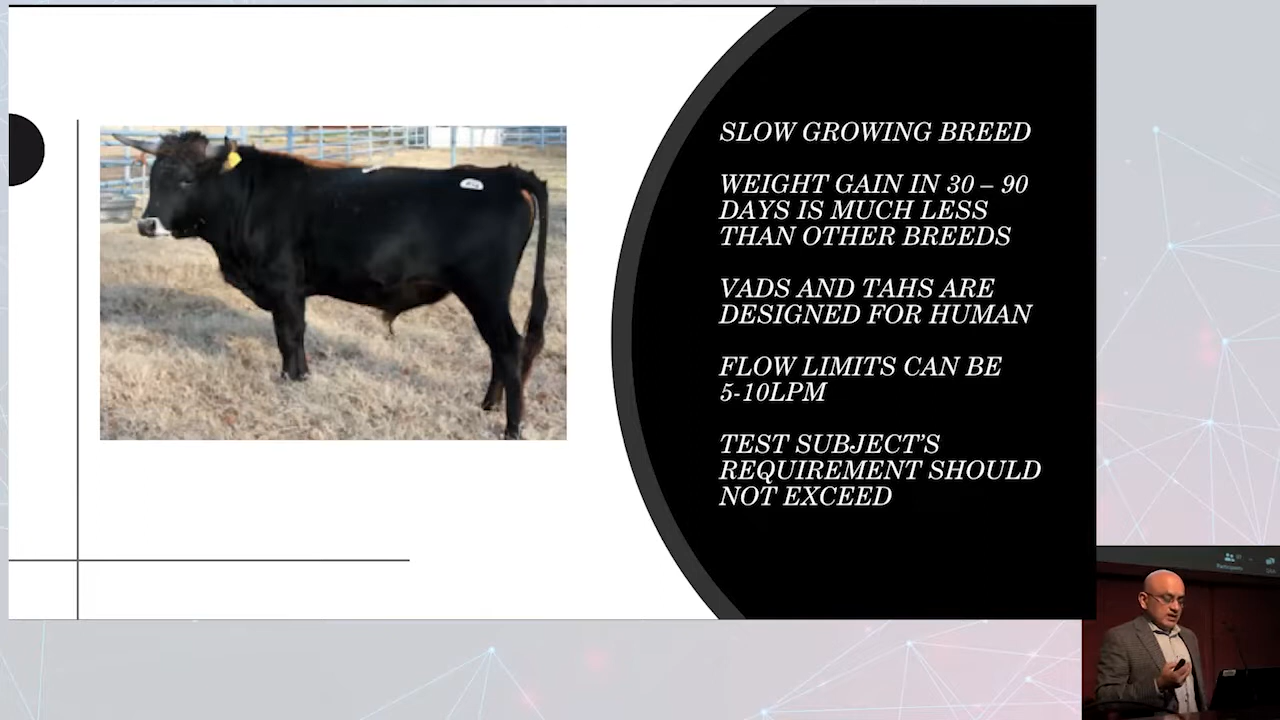 SLOW GROWING BREED
WEIGHT GAIN IN 30 – 90
DAYS IS MUCH LESS
THAN OTHER BREEDS
VADS AND TAHS ARE
DESIGNED FOR HUMAN
FLOW LIMITS CAN BE
5-10LPM
TEST SUBJECT'S
REQUIREMENT SHOULD
NOT EXCEED
Participants